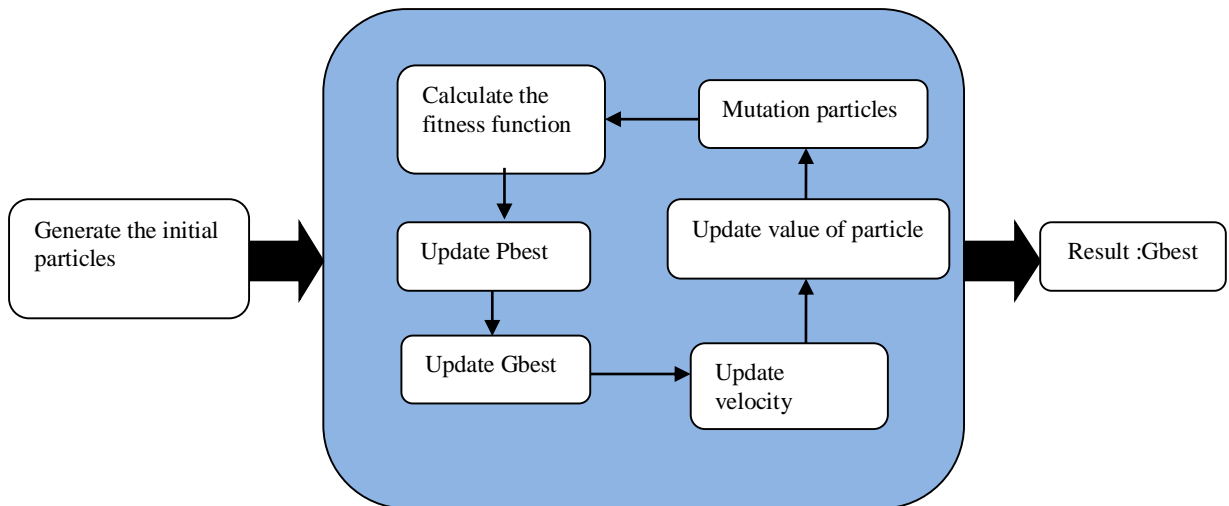 Generate the initial
particles
Calculate the
fitness function
Update Pbest
Update Gbest
Update
velocity
Update value of particle
Mutation particles
Result :Gbest